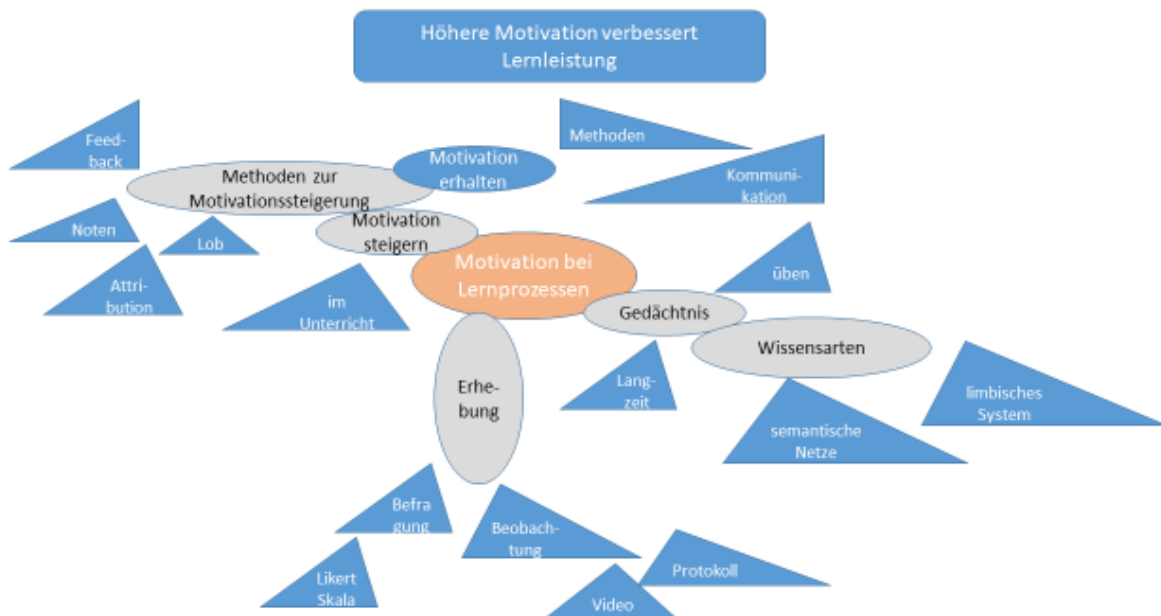 Höhere Motivation verbessert
Lernleistung
Feed-
back
Methoden zur
Motivationssteigerung
Motivation
erhalten
Methoden
Kommuni-
kation
Noten
Lob
Motivation
steigern
Attri-
bution
im
Unterricht
Motivation bei
Lernprozessen
üben
Gedächtnis
Wissensarten
Erhe-
bung
Lang-
zeit
limbisches
System
semantische
Netze
Befra
gung
Beobach-
tung
Likert
Skala
Protokoll
Video